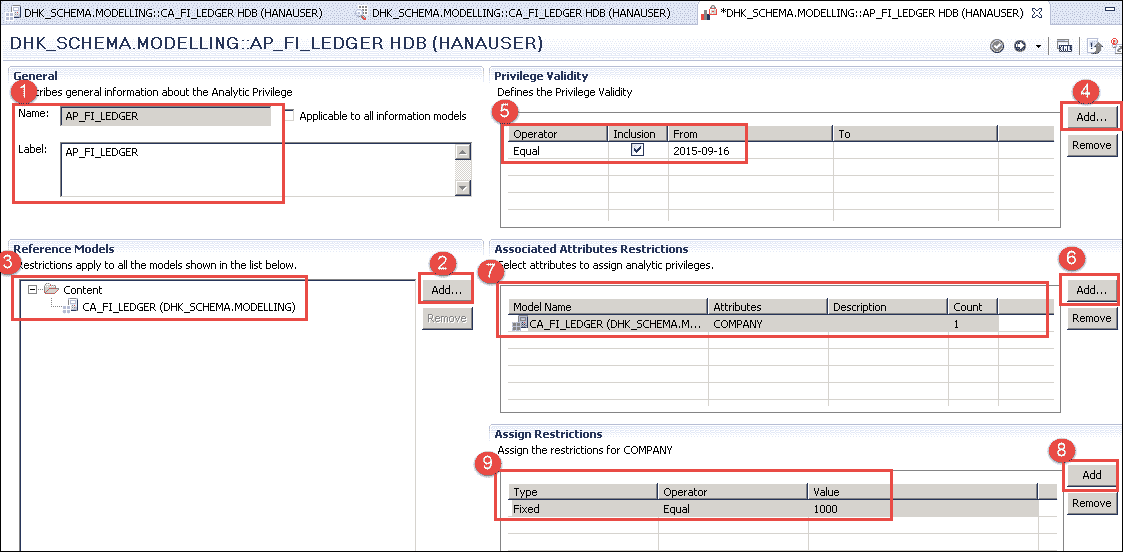 DHK_SCHEMA.MODELLING::CA_FI_LEDGER HDB (HANAUSER)
DHK_SCHEMA.MODELLING::CA_FI_LEDGER HDB (HANAUSER)
*DHK_SCHEMA.MODELLING::AP_FI_LEDGER HDB (HANAUSER)
DHK_SCHEMA.MODELLING::AP_FI_LEDGER HDB (HANAUSER)
General
1
ribes general information about the Analytic Privilege
Name:
AP_FI_LEDGER
Applicable to all information models
Label:
AP_FI_LEDGER
Privilege Validity
Defines the Privilege Validity
4
Add...
Remove
5
Operator Inclusion From To
Equal 2015-09-16
Reference Models
3
Restrictions apply to all the models shown in the list below.
2
Add...
Remove
Content
CA_FI_LEDGER (DHK_SCHEMA.MODELLING)
Associated Attributes Restrictions
7
Select attributes to assign analytic privileges.
6
Add...
Remove
Model Name Attributes Description Count
CA_FI_LEDGER (DHK_SCHEMA.M... COMPANY 1
Assign Restrictions
Assign the restrictions for COMPANY
8
Add
Remove
9
Type Operator Value
Fixed Equal 1000